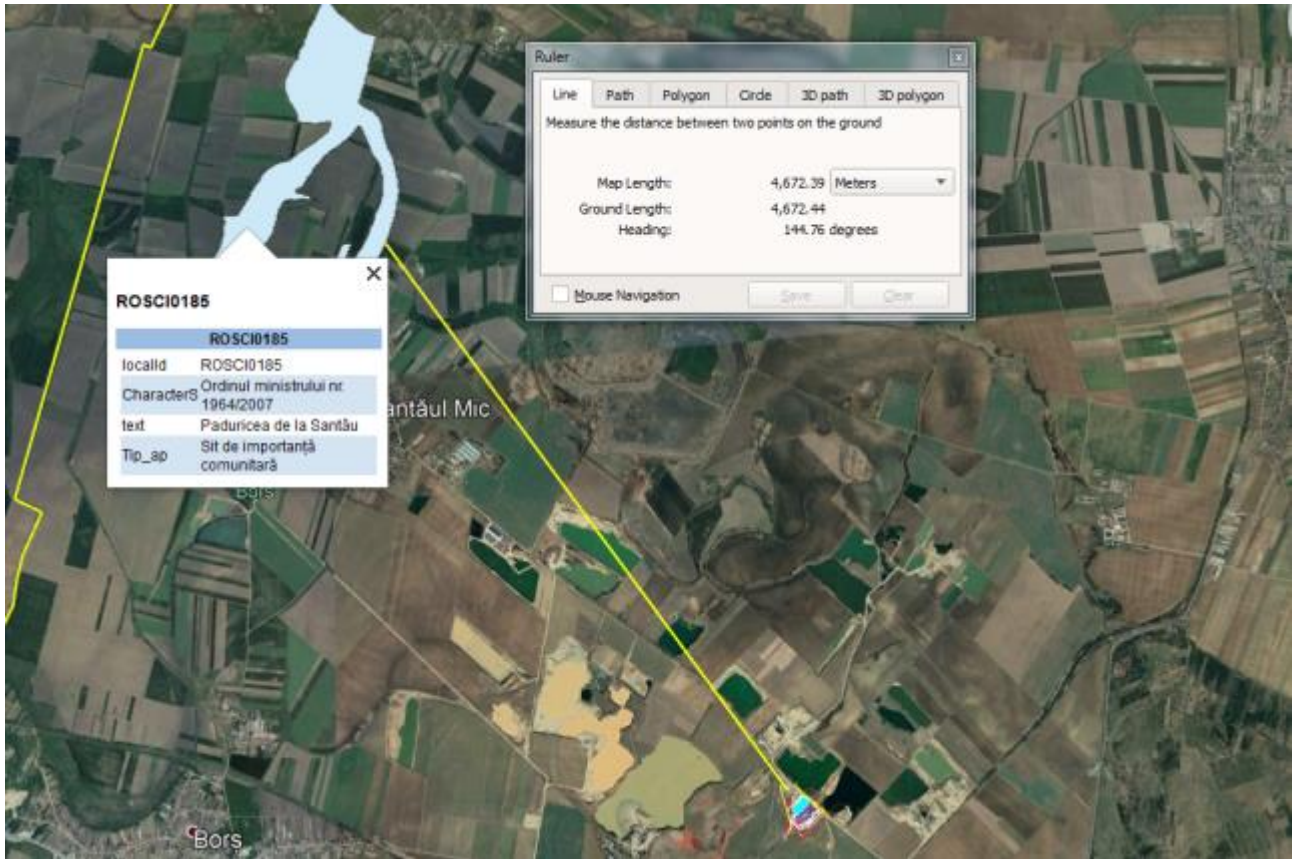 Ruler
Line Path Polygon Circle 3D path 3D polygon
Measure the distance between two points on the ground
Map Length: 4,672.39 Meters
Ground Length: 4,672.44
Heading: 144.76 degrees
Mouse Navigation Save Clear
ROSCI0185
ROSCI0185
localId ROSCI0185
CharacterS Ordinul ministrului nr.
1964/2007
text Paduricea de la Santău
Tip_ap Sit de importanță
comunitară
antăul Mic
Bors
Bors